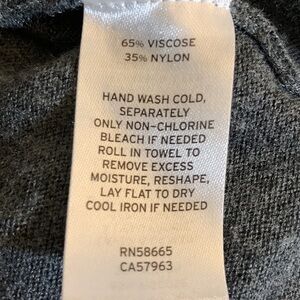 65% VISCOSE
35% NYLON
HAND WASH COLD,
SEPARATELY
ONLY NON-CHLORINE
BLEACH IF NEEDED
ROLL IN TOWEL TO
REMOVE EXCESS
MOISTURE, RESHAPE,
LAY FLAT TO DRY
COOL IRON IF NEEDED
RN58665
CA57963